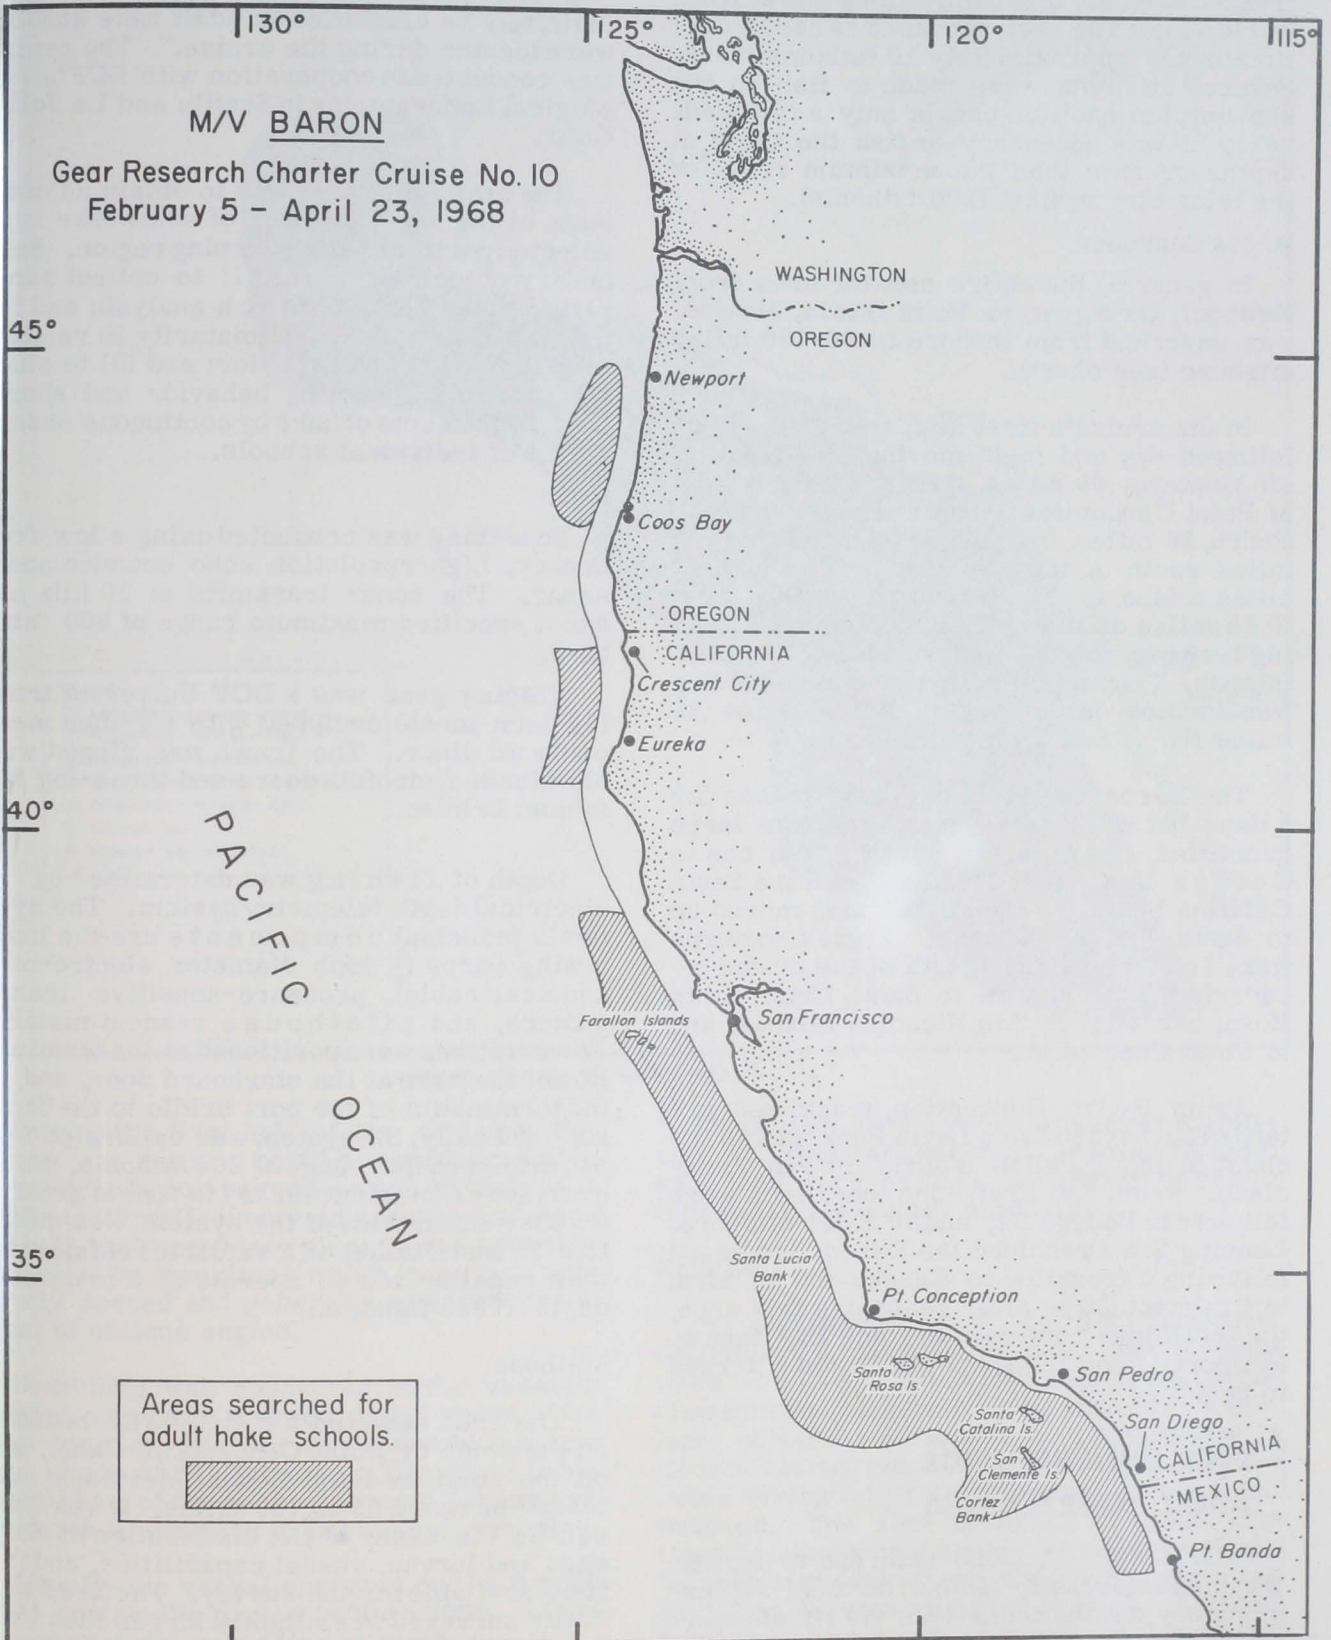 130°
125°
120°
115°
M/V BARON
Gear Research Charter Cruise No. 10
February 5 – April 23, 1968
WASHINGTON
OREGON
45°
Newport
Coos Bay
OREGON
CALIFORNIA
Crescent City
Eureka
40°
PACIFIC
OCEAN
Farallon Islands
San Francisco
35°
Santa Lucia
Bank
Pt. Conception
Santa
Rosa Is.
San Pedro
Santa
Catalina Is.
San Diego
San
Clemente Is.
CALIFORNIA
MEXICO
Cortez
Bank
Pt. Banda
Areas searched for
adult hake schools.